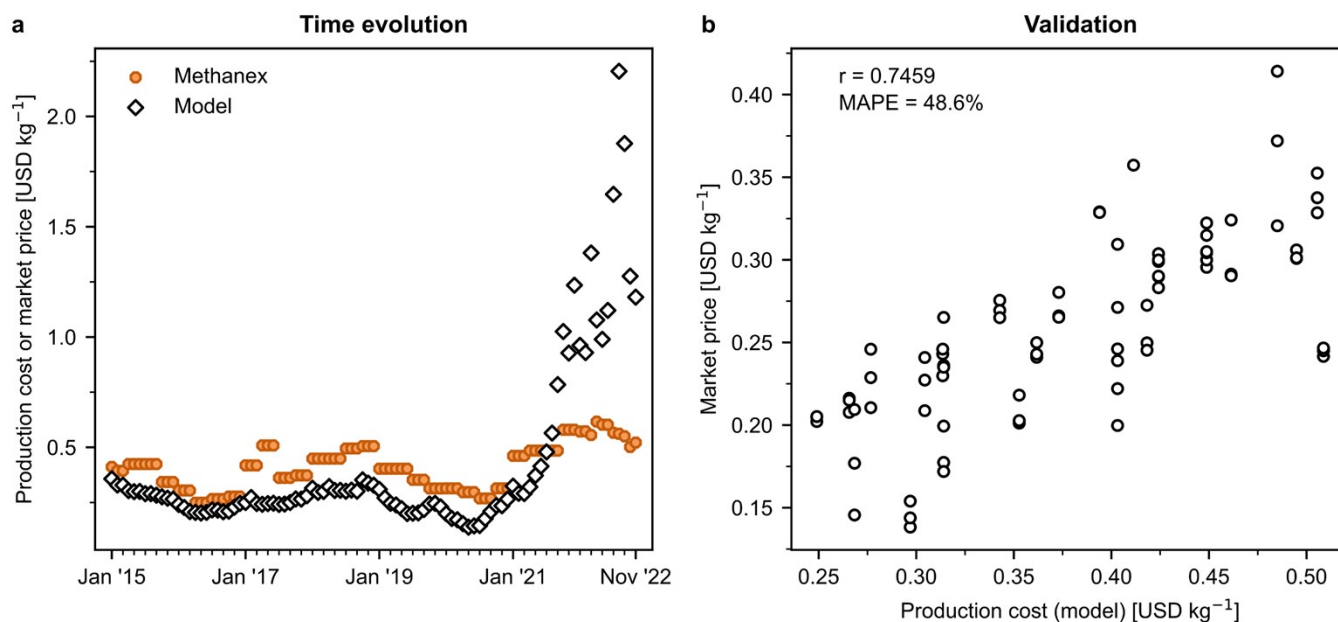 a
Time evolution
Production cost or market price [USD kg⁻¹]
2.0
1.5
1.0
0.5
Methanex
Model
Jan '15
Jan '17
Jan '19
Jan '21
Nov '22
b
Validation
Market price [USD kg⁻¹]
0.40
0.35
0.30
0.25
0.20
0.15
r = 0.7459
MAPE = 48.6%
0.25
0.30
0.35
0.40
0.45
0.50
Production cost (model) [USD kg⁻¹]